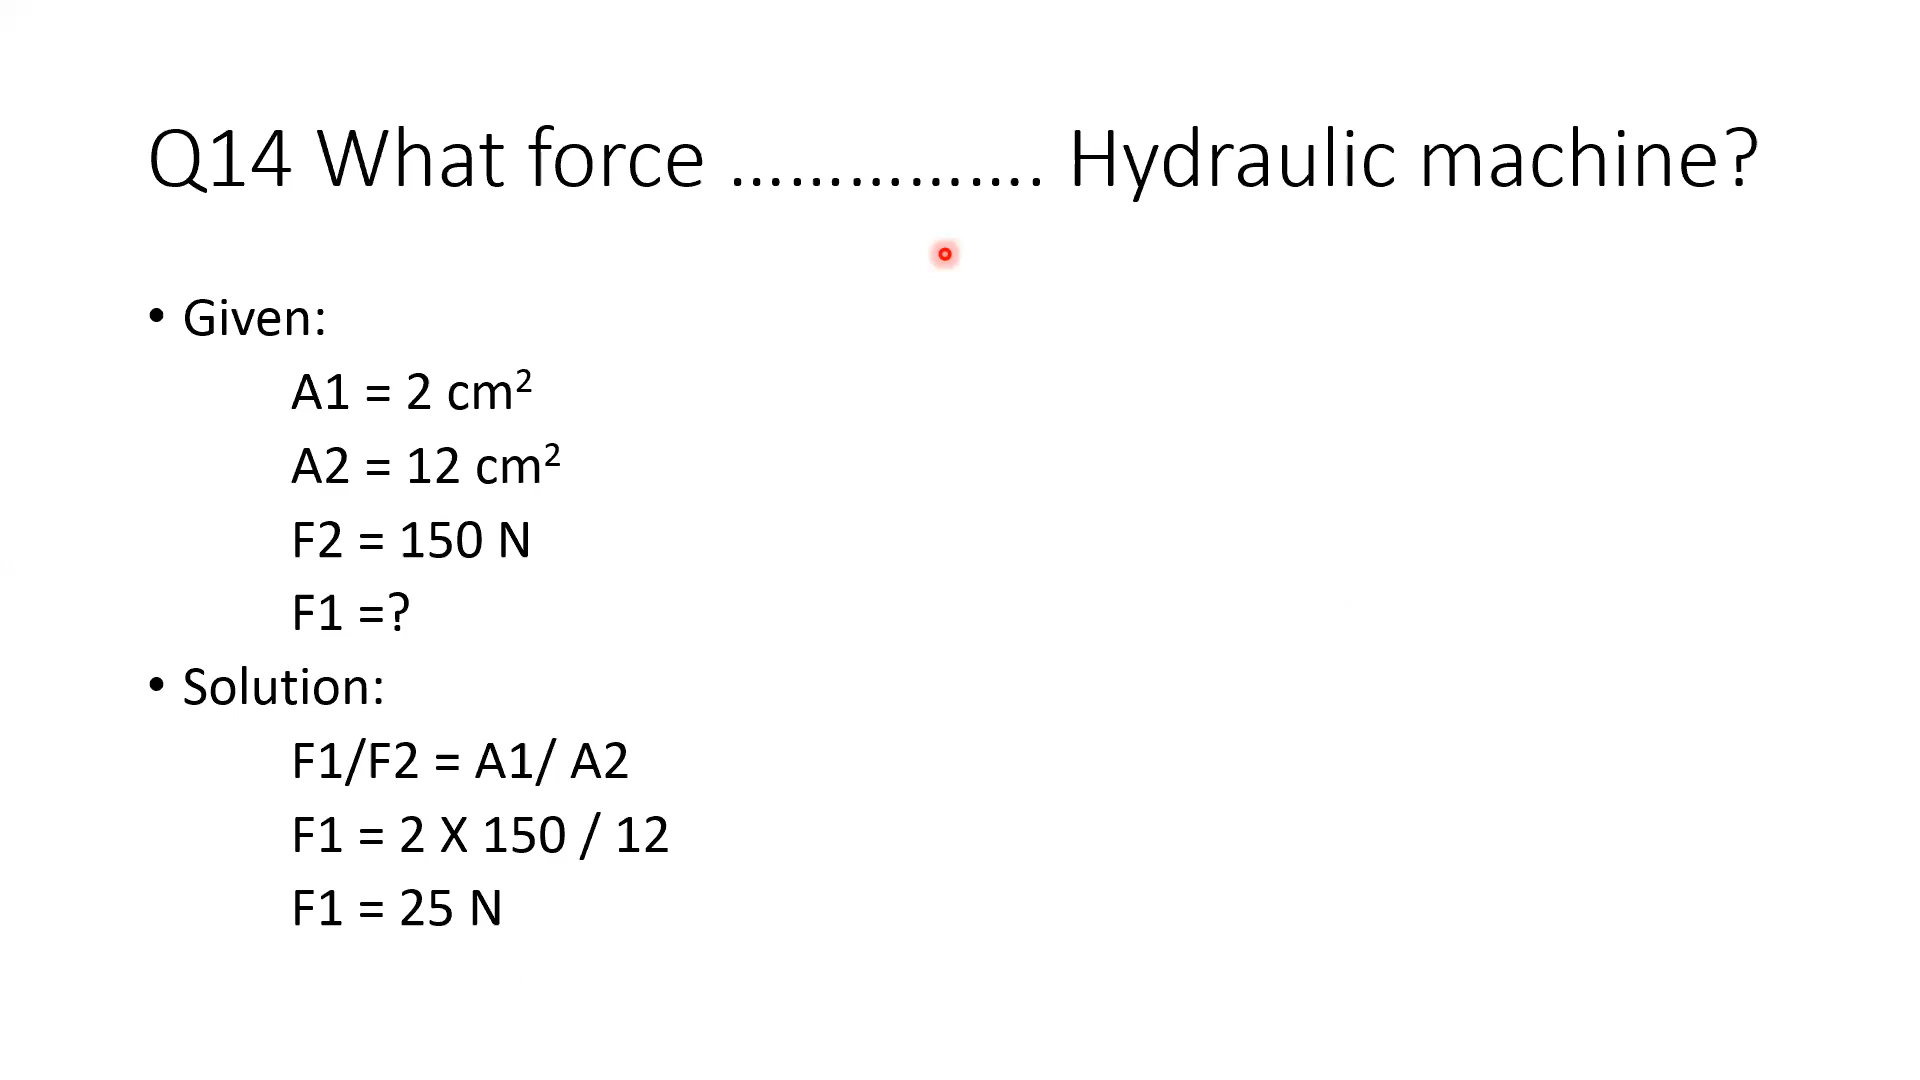 Q14 What force ……………. Hydraulic machine?
• Given:
A1 = 2 cm²
A2 = 12 cm²
F2 = 150 N
F1 =?
• Solution:
F1/F2 = A1/ A2
F1 = 2 X 150 / 12
F1 = 25 N